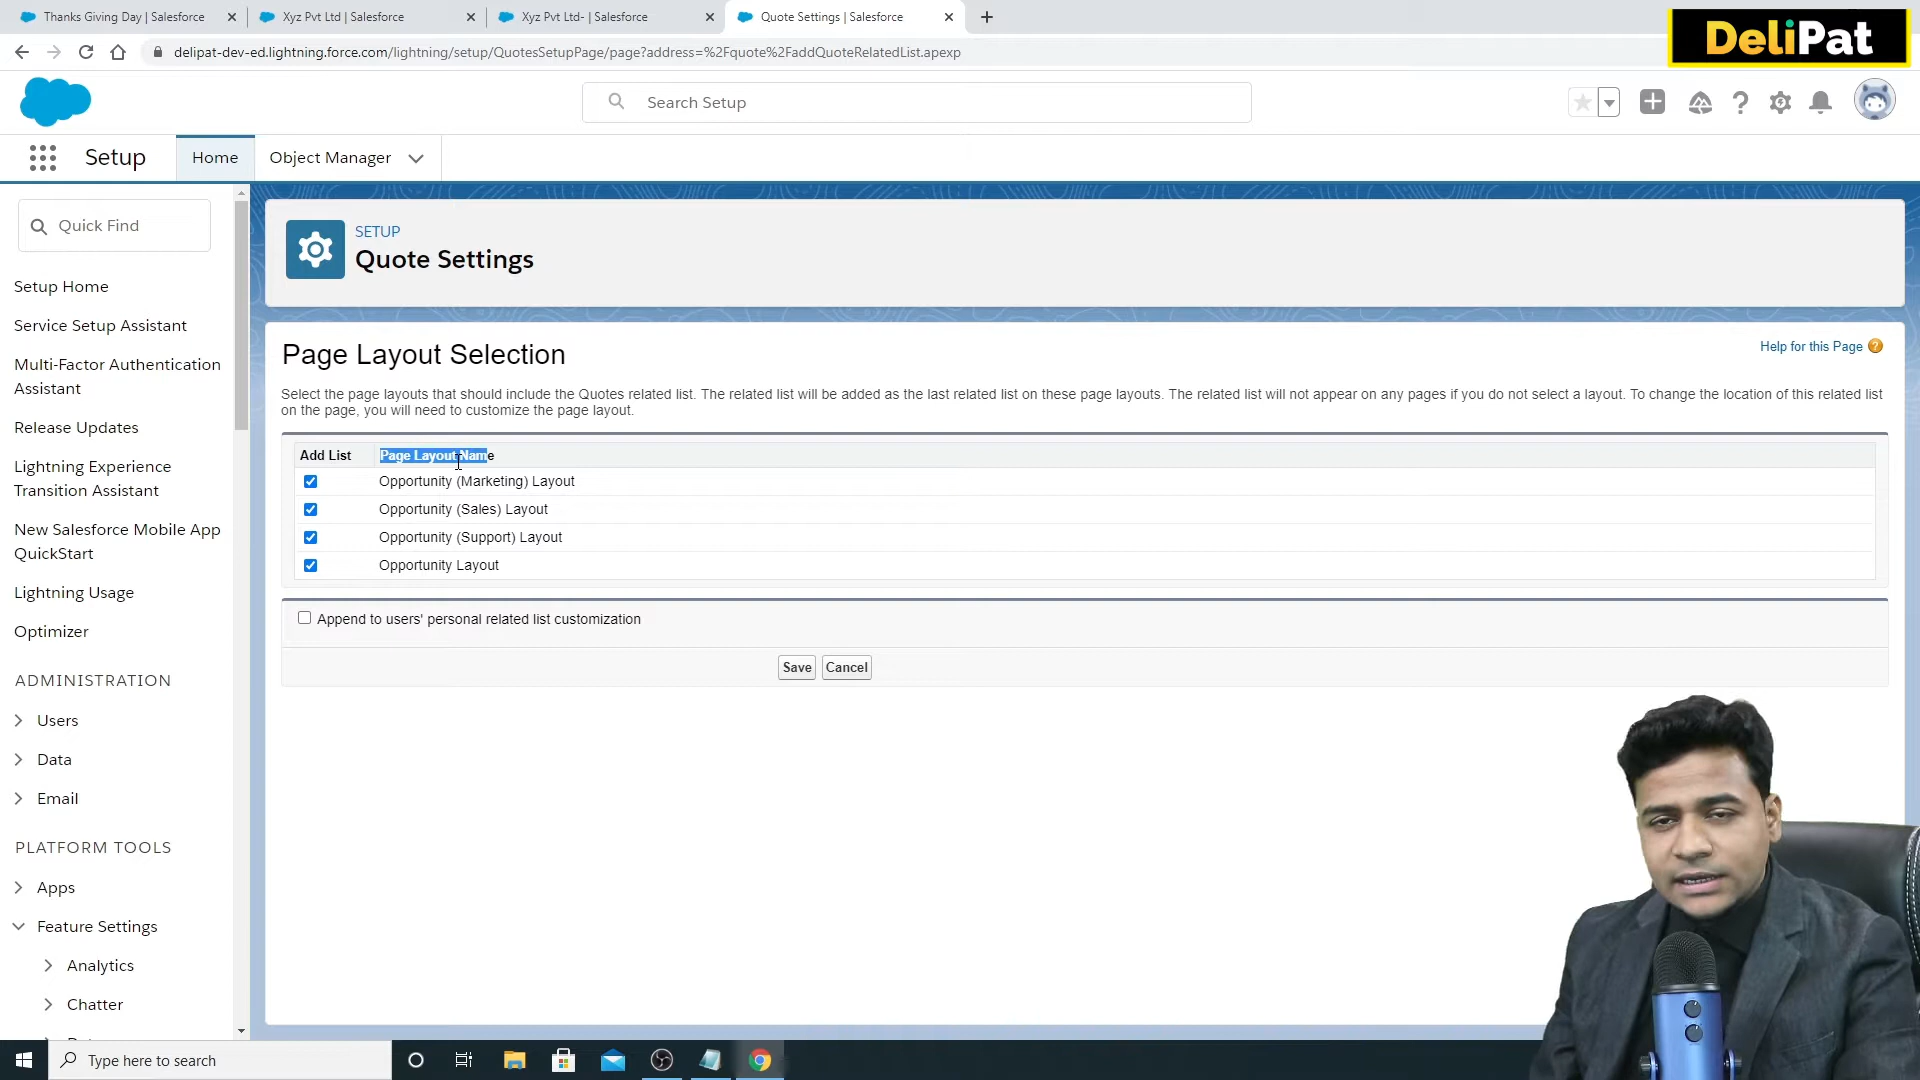 Thanks Giving Day | Salesforce
Xyz Pvt Ltd | Salesforce
Xyz Pvt Ltd- | Salesforce
Quote Settings | Salesforce
delipat-dev-ed.lightning.force.com/lightning/setup/QuotesSetupPage/page?address=%2Fquote%2FaddQuoteRelatedList.apexp
DeliPat
Search Setup
Setup
Home
Object Manager
Quick Find
Setup Home
Service Setup Assistant
Multi-Factor Authentication
Assistant
Release Updates
Lightning Experience
Transition Assistant
New Salesforce Mobile App
QuickStart
Lightning Usage
Optimizer
ADMINISTRATION
Users
Data
Email
PLATFORM TOOLS
Apps
Feature Settings
Analytics
Chatter
SETUP
Quote Settings
Page Layout Selection
Help for this Page
Select the page layouts that should include the Quotes related list. The related list will be added as the last related list on these page layouts. The related list will not appear on any pages if you do not select a layout. To change the location of this related list
on the page, you will need to customize the page layout.
Add List Page Layout Name
Opportunity (Marketing) Layout
Opportunity (Sales) Layout
Opportunity (Support) Layout
Opportunity Layout
Append to users' personal related list customization
Save Cancel
Type here to search